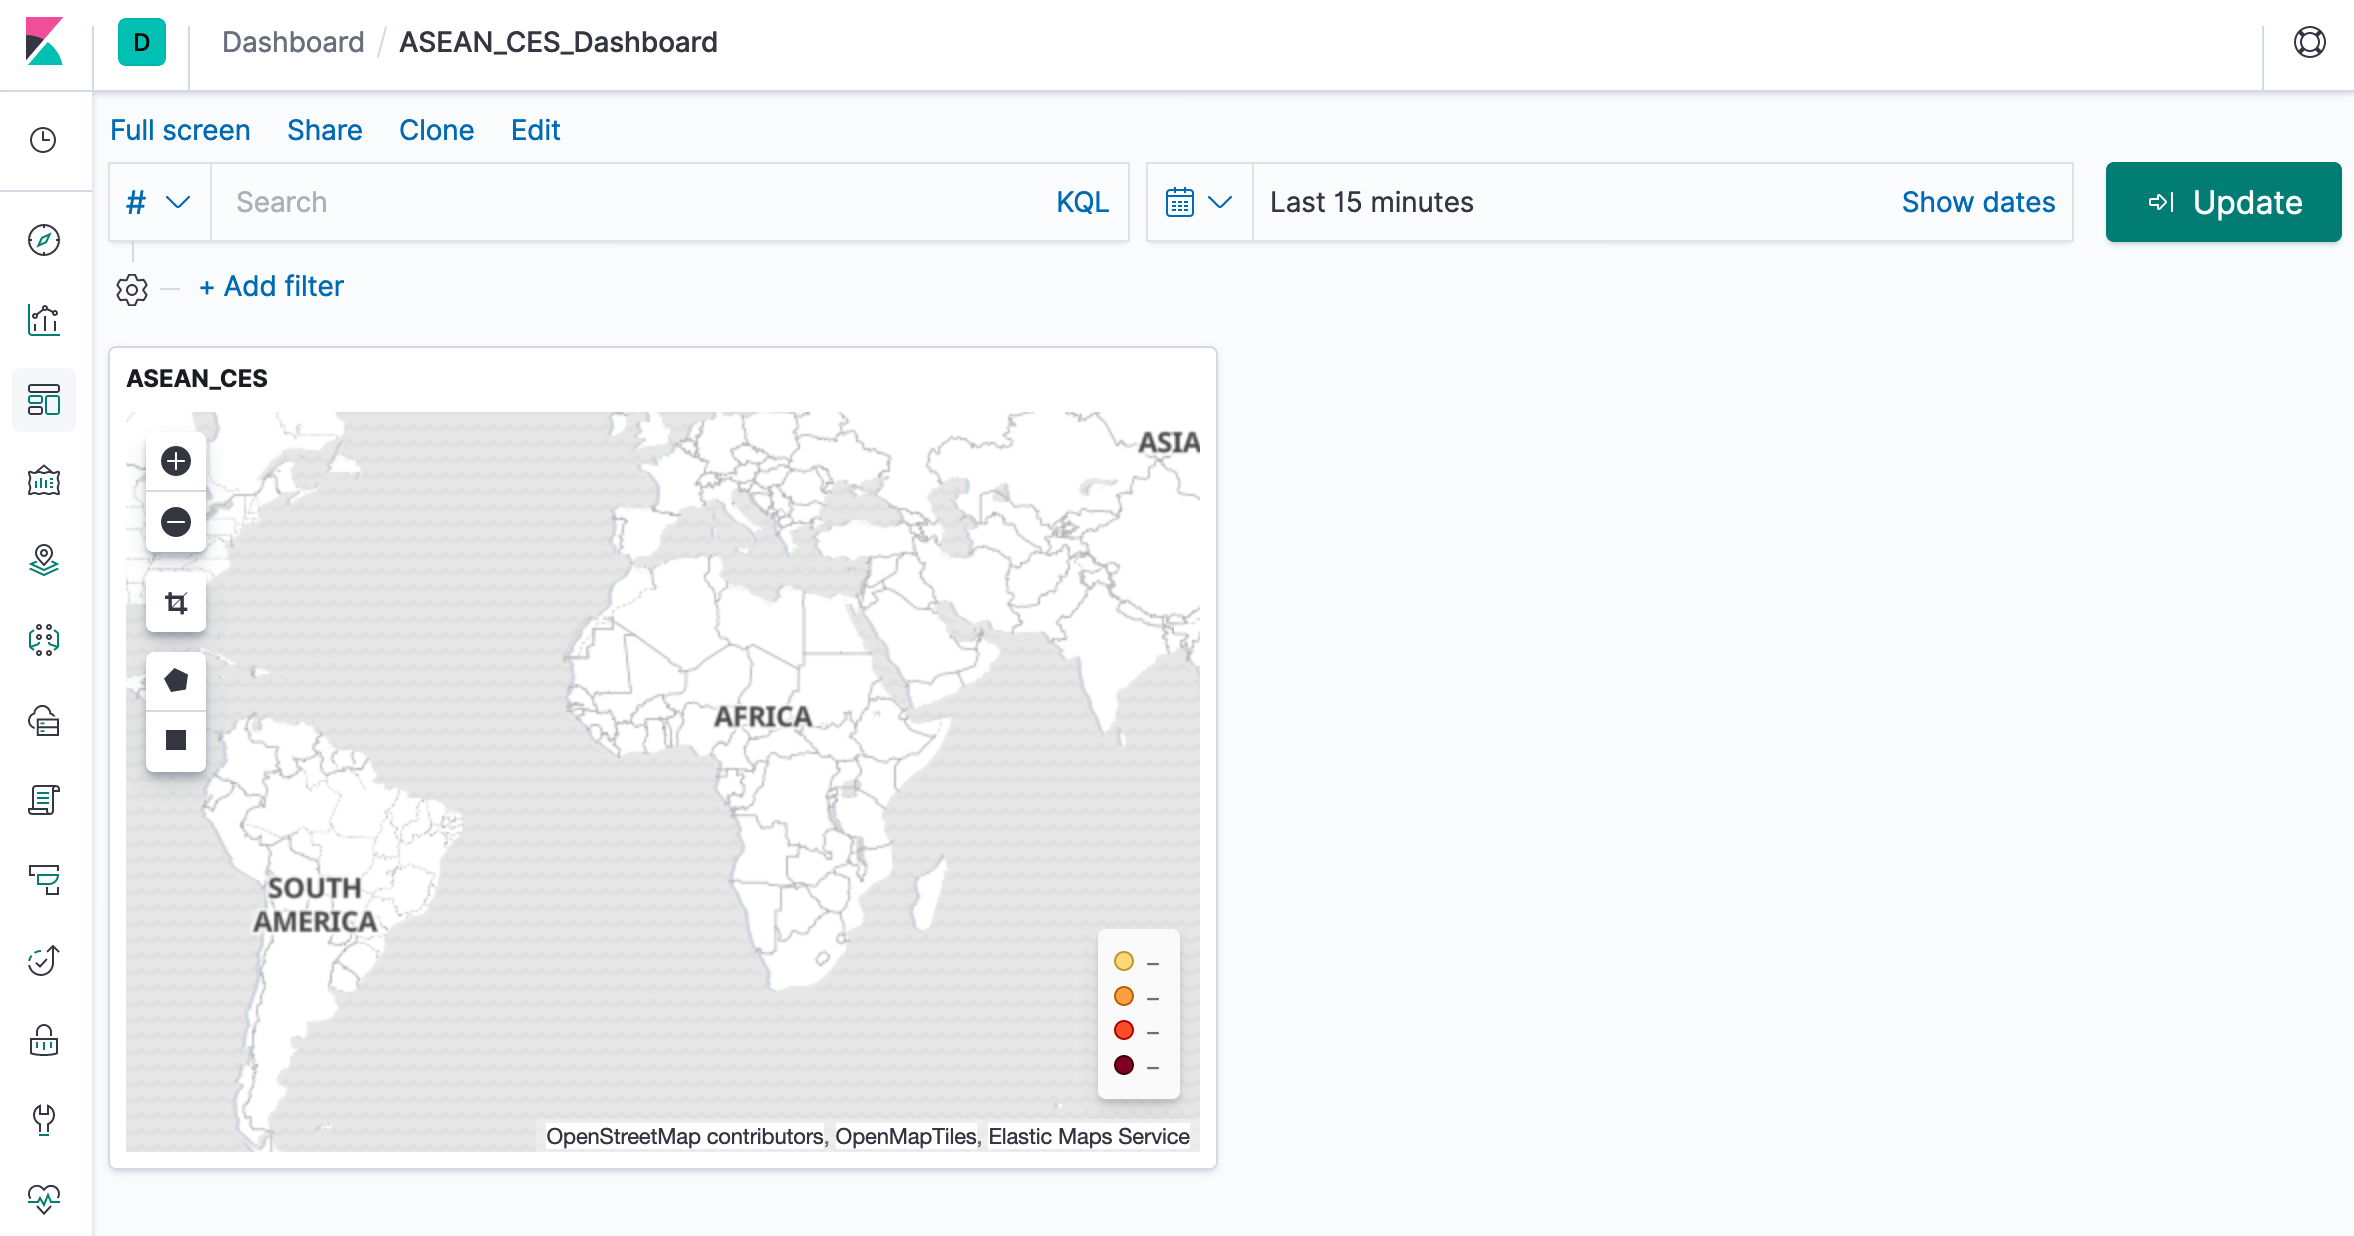 D Dashboard / ASEAN_CES_Dashboard
Full screen Share Clone Edit
# Search KQL Last 15 minutes Show dates Update
+ Add filter
ASEAN_CES
ASIA
AFRICA
SOUTH
AMERICA
–
–
–
–
OpenStreetMap contributors, OpenMapTiles, Elastic Maps Service